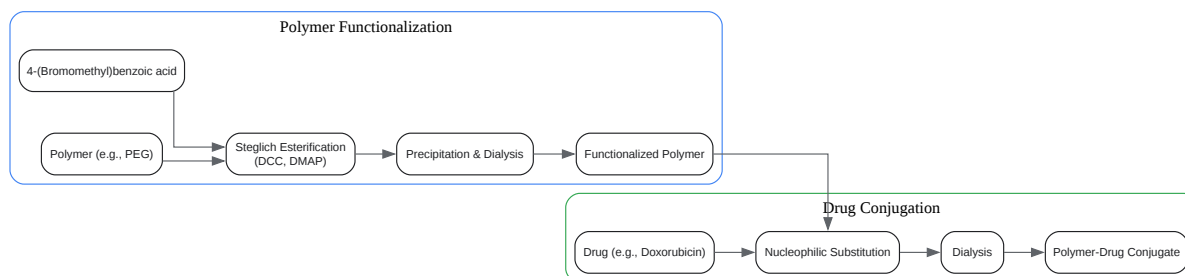 Polymer Functionalization
4-(Bromomethyl)benzoic acid
Polymer (e.g., PEG)
Steglich Esterification
(DCC, DMAP)
Precipitation & Dialysis
Functionalized Polymer
Drug Conjugation
Drug (e.g., Doxorubicin)
Nucleophilic Substitution
Dialysis
Polymer-Drug Conjugate